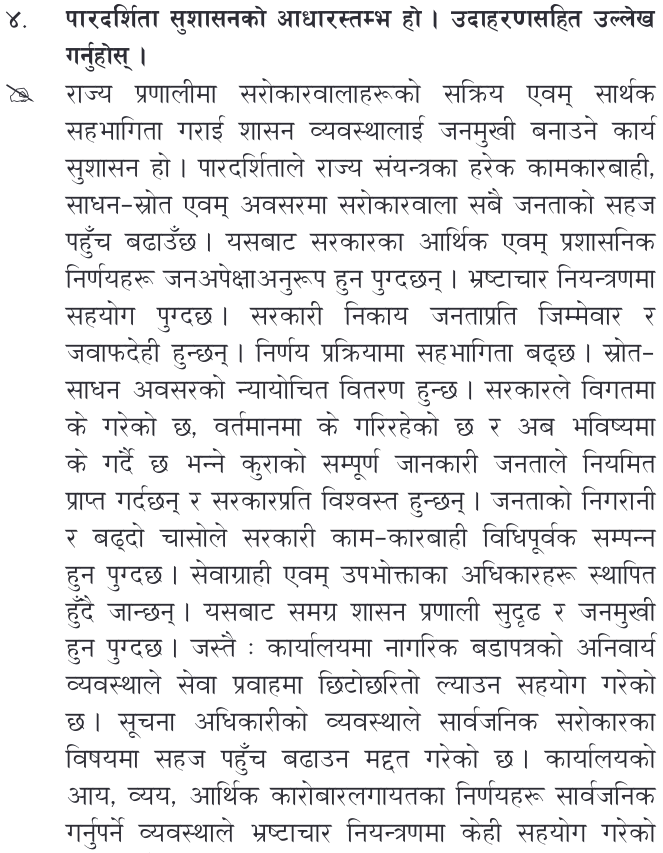 ४. पारदर्शिता सुशासनको आधारस्तम्भ हो । उदाहरणसहित उल्लेख
गर्नुहोस् ।
राज्य प्रणालीमा सरोकारवालाहरूको सक्रिय एवम् सार्थक
सहभागिता गराई शासन व्यवस्थालाई जनमुखी बनाउने कार्य
सुशासन हो । पारदर्शिताले राज्य संयन्त्रका हरेक कामकारबाही,
साधन-स्रोत एवम् अवसरमा सरोकारवाला सबै जनताको सहज
पहुँच बढाउँछ । यसबाट सरकारका आर्थिक एवम् प्रशासनिक
निर्णयहरू जनअपेक्षाअनुरूप हुन पुग्दछन् । भ्रष्टाचार नियन्त्रणमा
सहयोग पुग्दछ । सरकारी निकाय जनताप्रति जिम्मेवार र
जवाफदेही हुन्छन् । निर्णय प्रक्रियामा सहभागिता बढ्छ । स्रोत-
साधन अवसरको न्यायोचित वितरण हुन्छ । सरकारले विगतमा
के गरेको छ, वर्तमानमा के गरिरहेको छ र अब भविष्यमा
के गर्दै छ भन्ने कुराको सम्पूर्ण जानकारी जनताले नियमित
प्राप्त गर्दछन् र सरकारप्रति विश्वस्त हुन्छन् । जनताको निगरानी
र बढ्दो चासोले सरकारी काम-कारबाही विधिपूर्वक सम्पन्न
हुन पुग्दछ । सेवाग्राही एवम् उपभोक्ताका अधिकारहरू स्थापित
हुँदै जान्छन् । यसबाट समग्र शासन प्रणाली सुदृढ र जनमुखी
हुन पुग्दछ । जस्तै : कार्यालयमा नागरिक बडापत्रको अनिवार्य
व्यवस्थाले सेवा प्रवाहमा छिटोछरितो ल्याउन सहयोग गरेको
छ । सूचना अधिकारीको व्यवस्थाले सार्वजनिक सरोकारका
विषयमा सहज पहुँच बढाउन मद्दत गरेको छ । कार्यालयको
आय, व्यय, आर्थिक कारोबारलगायतका निर्णयहरू सार्वजनिक
गर्नुपर्ने व्यवस्थाले भ्रष्टाचार नियन्त्रणमा केही सहयोग गरेको